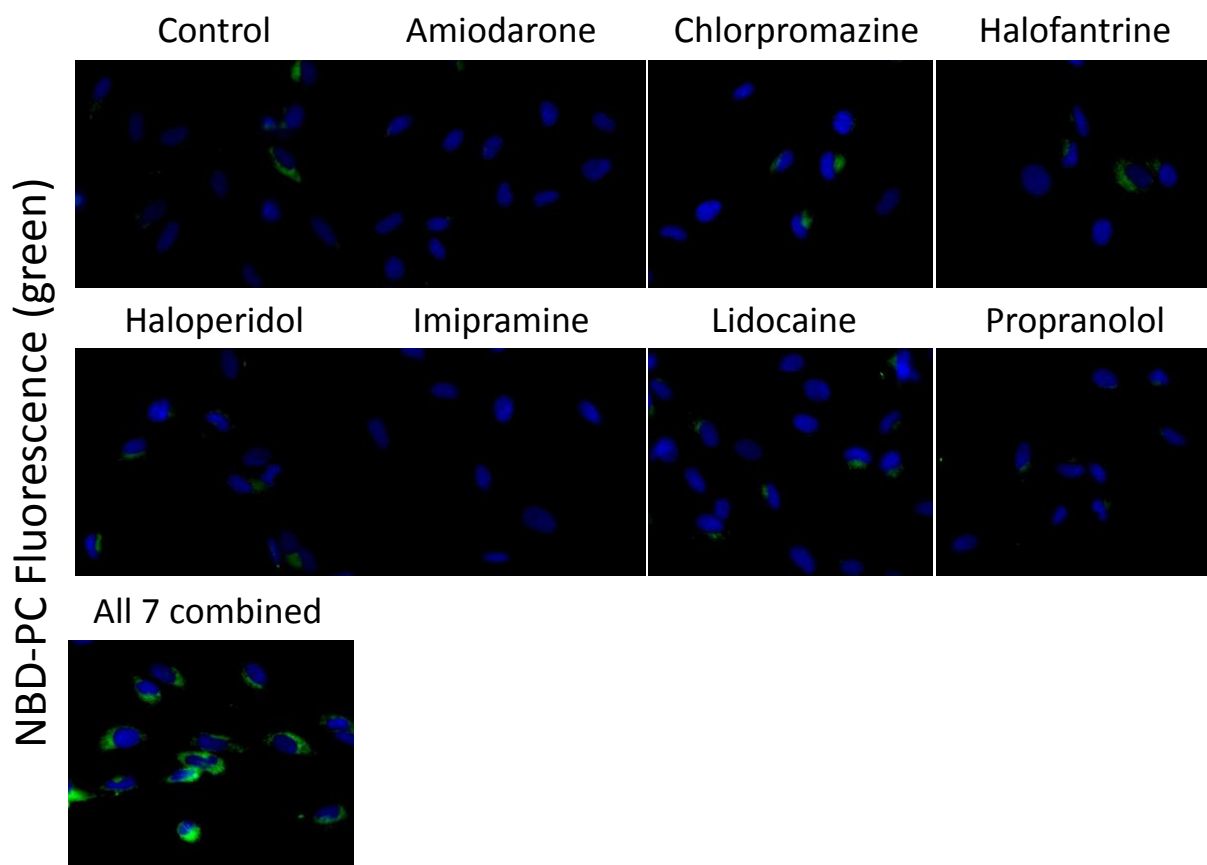 Control
Amiodarone
Chlorpromazine
Halofantrine
NBD-PC Fluorescence (green)
Haloperidol
Imipramine
Lidocaine
Propranolol
All 7 combined